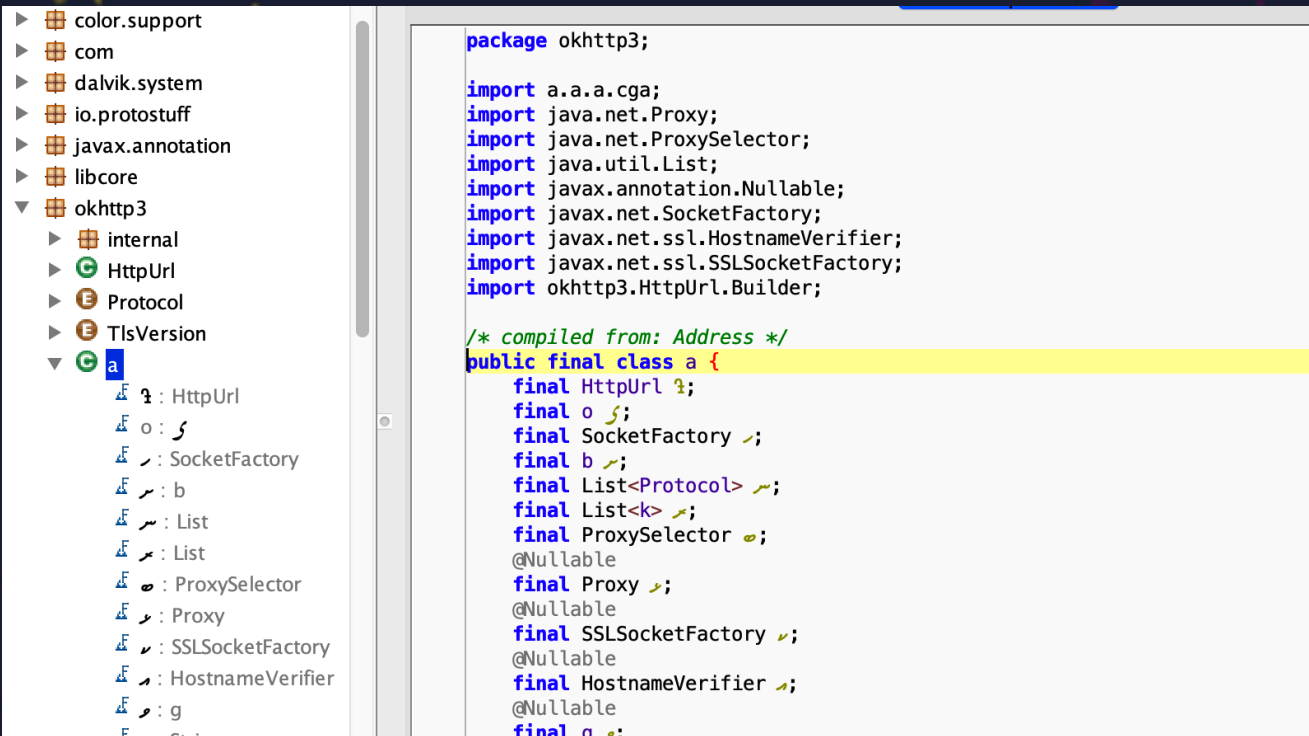 color.support
com
dalvik.system
io.protostuff
javax.annotation
libcore
okhttp3
internal
HttpUrl
Protocol
TlsVersion
a
: HttpUrl
o :
: SocketFactory
: b
: List
: List
: ProxySelector
: Proxy
: SSLSocketFactory
: HostnameVerifier
: g
package okhttp3;
import a.a.a.cga;
import java.net.Proxy;
import java.net.ProxySelector;
import java.util.List;
import javax.annotation.Nullable;
import javax.net.SocketFactory;
import javax.net.ssl.HostnameVerifier;
import javax.net.ssl.SSLSocketFactory;
import okhttp3.HttpUrl.Builder;
/* compiled from: Address */
public final class a {
final HttpUrl ;
final o ;
final SocketFactory ;
final b ;
final List<Protocol> ;
final List<k> ;
final ProxySelector ;
@Nullable
final Proxy ;
@Nullable
final SSLSocketFactory ;
@Nullable
final HostnameVerifier ;
@Nullable
final g ;